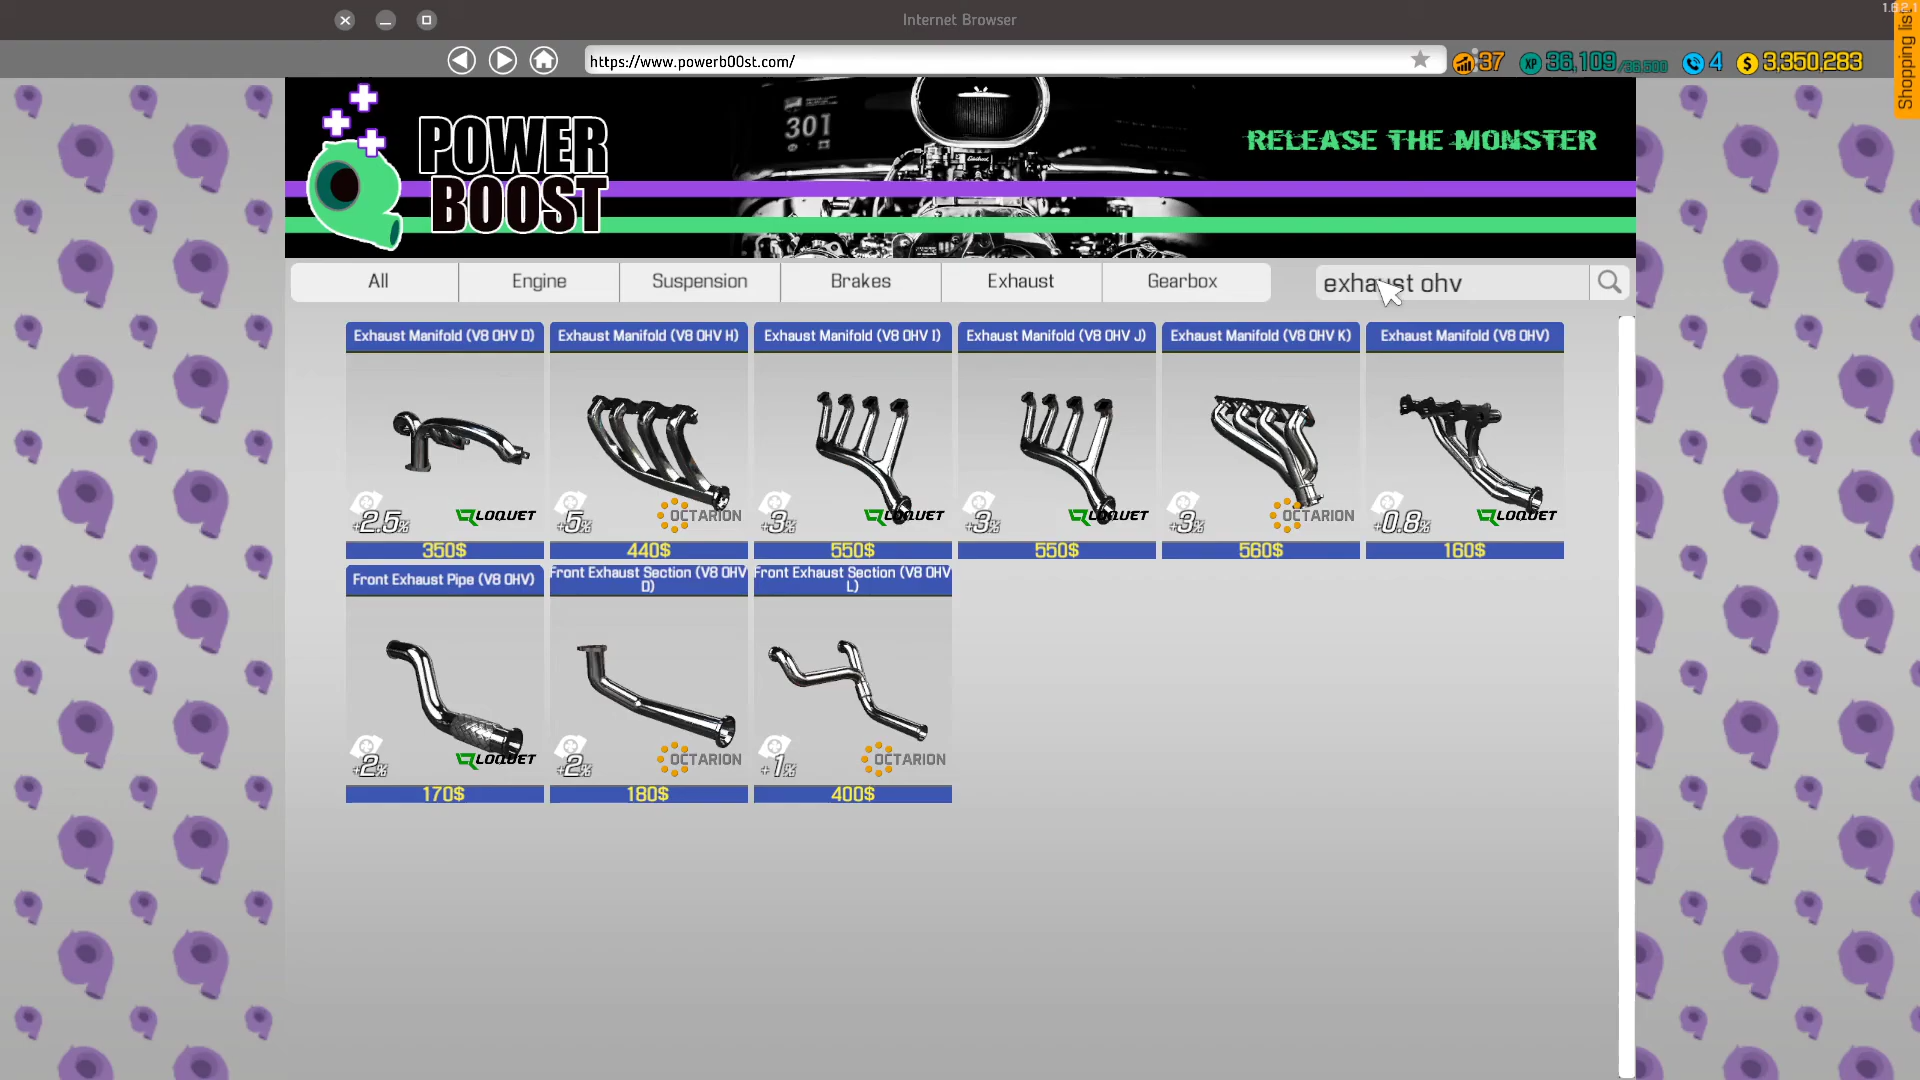 1.6.2.1
Internet Browser
Shopping list
https://www.powerb00st.com/
37
XP
36,109
4
$
3,350,283
POWER
BOOST
301
RELEASE THE MONSTER
All
Engine
Suspension
Brakes
Exhaust
Gearbox
exhaust ohv
Exhaust Manifold (V8 OHV D)
Exhaust Manifold (V8 OHV H)
Exhaust Manifold (V8 OHV I)
Exhaust Manifold (V8 OHV J)
Exhaust Manifold (V8 OHV K)
Exhaust Manifold (V8 OHV)
+2.5%
LOQUET
+5%
OCTARION
+3%
LOQUET
+3%
LOQUET
+3%
OCTARION
+0.8%
LOQUET
350$
440$
550$
550$
560$
160$
Front Exhaust Pipe (V8 OHV)
Front Exhaust Section (V8 OHV
D)
Front Exhaust Section (V8 OHV
L)
+2%
LOQUET
+2%
OCTARION
+1%
OCTARION
170$
180$
400$